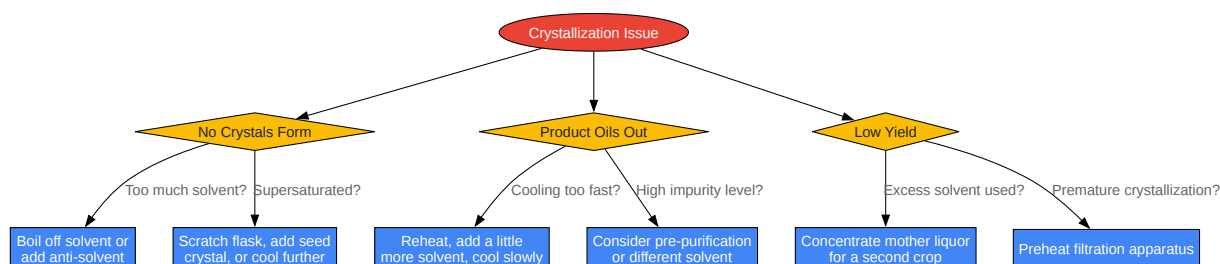 Crystallization Issue
No Crystals Form
Product Oils Out
Low Yield
Too much solvent?
Supersaturated?
Cooling too fast?
High impurity level?
Excess solvent used?
Premature crystallization?
Boil off solvent or
add anti-solvent
Scratch flask, add seed
crystal, or cool further
Reheat, add a little
more solvent, cool slowly
Consider pre-purification
or different solvent
Concentrate mother liquor
for a second crop
Preheat filtration apparatus